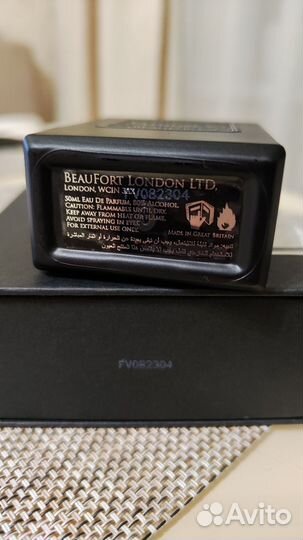 BEAUFORT LONDON LTD.
LONDON, WC1N 3AX
FV082304
50ML EAU DE PARFUM, 80% ALCOHOL
CAUTION: FLAMMABLE UNTIL DRY.
KEEP AWAY FROM HEAT OR FLAME.
AVOID SPRAYING IN EYES.
FOR EXTERNAL USE ONLY.
MADE IN GREAT BRITAIN
FV082304
Avito